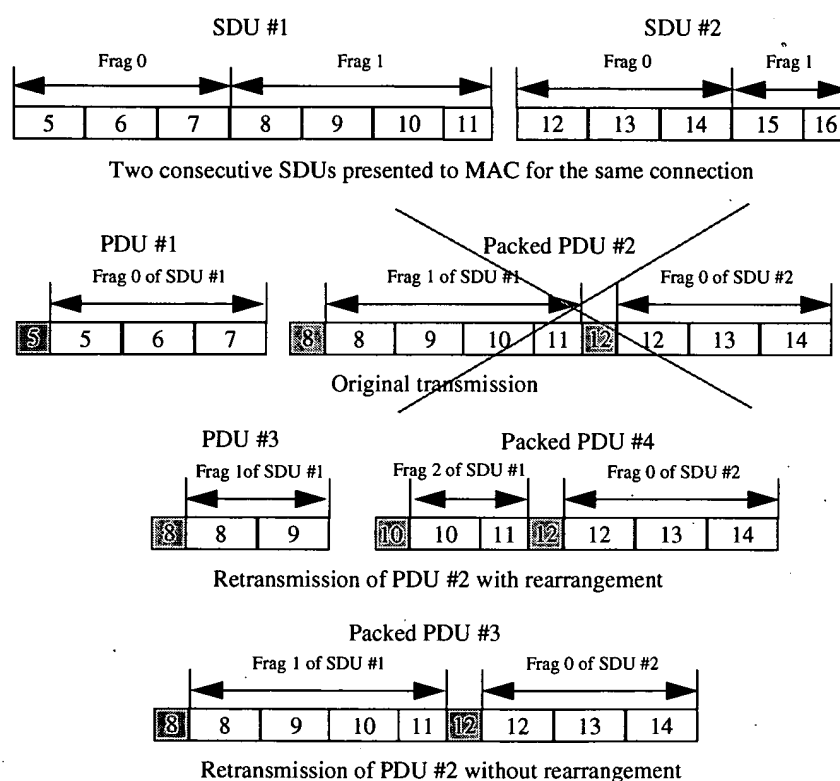 SDU #1 SDU #2
Frag 0 Frag 1 Frag 0 Frag 1
5 6 7 8 9 10 11 12 13 14 15 16
Two consecutive SDUs presented to MAC for the same connection
PDU #1 Packed PDU #2
Frag 0 of SDU #1 Frag 1 of SDU #1 Frag 0 of SDU #2
5 5 6 7 8 8 9 10 11 12 12 13 14
Original transmission
PDU #3 Packed PDU #4
Frag 1of SDU #1 Frag 2 of SDU #1 Frag 0 of SDU #2
8 8 9 10 10 11 12 12 13 14
Retransmission of PDU #2 with rearrangement
Packed PDU #3
Frag 1 of SDU #1 Frag 0 of SDU #2
8 8 9 10 11 12 12 13 14
Retransmission of PDU #2 without rearrangement